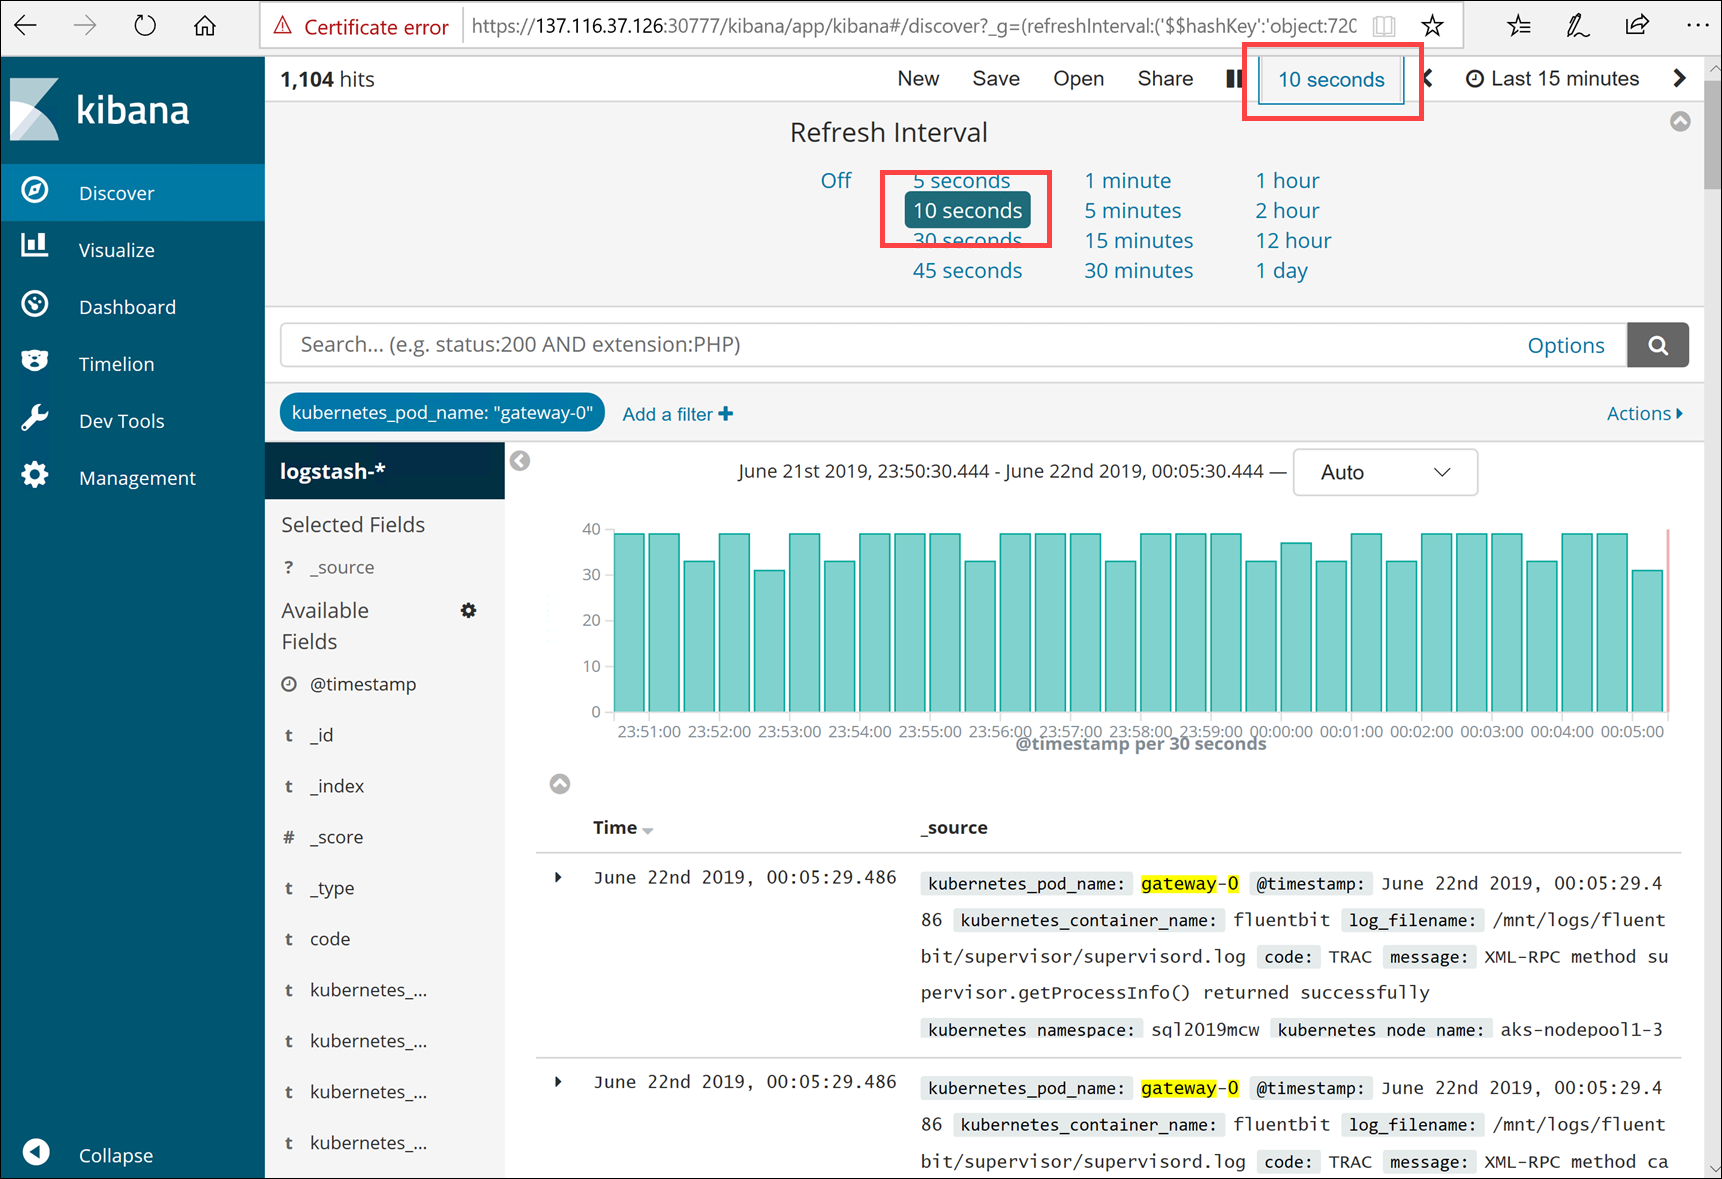 Certificate error
https://137.116.37.126:30777/kibana/app/kibana#/discover?_g=(refreshInterval:('$$hashKey':'object:720
kibana
Discover
Visualize
Dashboard
Timelion
Dev Tools
Management
Collapse
1,104 hits
New Save Open Share 10 seconds Last 15 minutes
Refresh Interval
Off 5 seconds 1 minute 1 hour
10 seconds 5 minutes 2 hour
30 seconds 15 minutes 12 hour
45 seconds 30 minutes 1 day
Search... (e.g. status:200 AND extension:PHP) Options
kubernetes_pod_name: "gateway-0" Add a filter + Actions
logstash-*
Selected Fields
? _source
Available
Fields
@timestamp
t _id
t _index
# _score
t _type
t code
t kubernetes_...
t kubernetes_...
t kubernetes_...
t kubernetes_...
June 21st 2019, 23:50:30.444 - June 22nd 2019, 00:05:30.444 — Auto
40
30
20
10
0
23:51:00 23:52:00 23:53:00 23:54:00 23:55:00 23:56:00 23:57:00 23:58:00 23:59:00 00:00:00 00:01:00 00:02:00 00:03:00 00:04:00 00:05:00
@timestamp per 30 seconds
Time _source
June 22nd 2019, 00:05:29.486 kubernetes_pod_name: gateway-0 @timestamp: June 22nd 2019, 00:05:29.4
86 kubernetes_container_name: fluentbit log_filename: /mnt/logs/fluent
bit/supervisor/supervisord.log code: TRAC message: XML-RPC method su
pervisor.getProcessInfo() returned successfully
kubernetes_namespace: sql2019mcw kubernetes_node_name: aks-nodepool1-3
June 22nd 2019, 00:05:29.486 kubernetes_pod_name: gateway-0 @timestamp: June 22nd 2019, 00:05:29.4
86 kubernetes_container_name: fluentbit log_filename: /mnt/logs/fluent
bit/supervisor/supervisord.log code: TRAC message: XML-RPC method ca